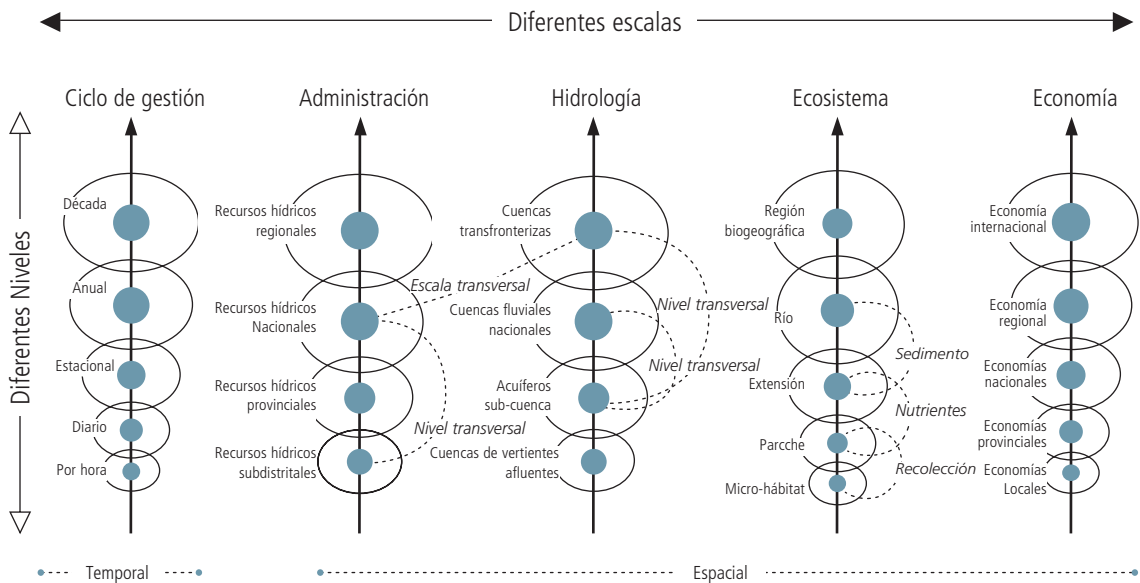 Diferentes escalas
Diferentes Niveles
Ciclo de gestión
Década
Anual
Estacional
Diario
Por hora
Administración
Recursos hídricos
regionales
Recursos hídricos
Nacionales
Recursos hídricos
provinciales
Recursos hídricos
subdistritales
Escala transversal
Nivel transversal
Hidrología
Cuencas
transfronterizas
Cuencas fluviales
nacionales
Acuíferos
sub-cuenca
Cuencas de vertientes
afluentes
Nivel transversal
Nivel transversal
Ecosistema
Región
biogeográfica
Río
Extensión
Parcche
Micro-hábitat
Sedimento
Nutrientes
Recolección
Economía
Economía
internacional
Economía
regional
Economías
nacionales
Economías
provinciales
Economías
Locales
Temporal
Espacial